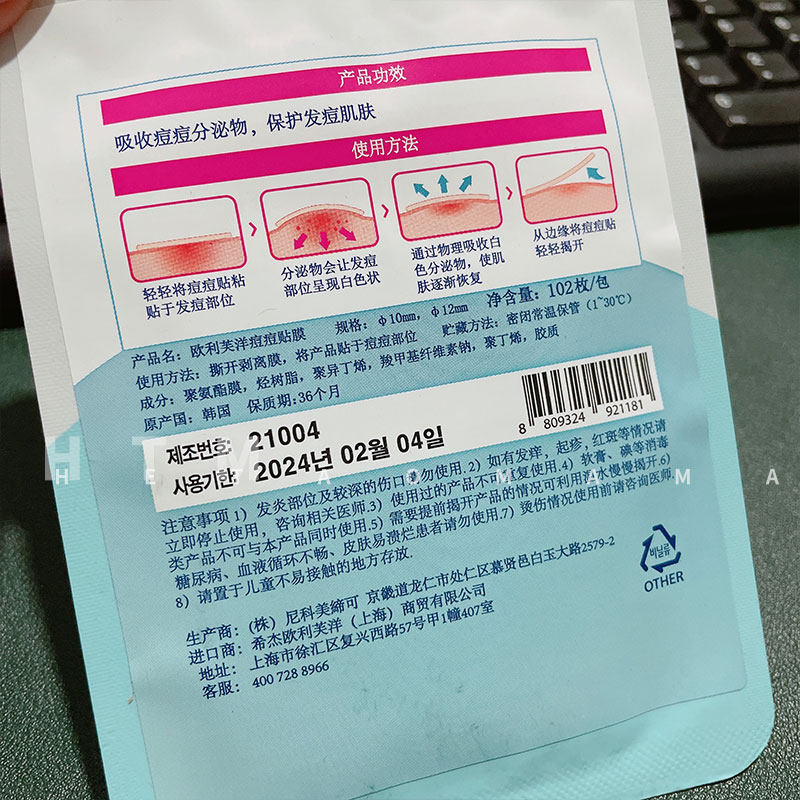 产品功效
吸收痘痘分泌物，保护发痘肌肤
使用方法
轻轻将痘痘贴粘
贴于发痘部位
分泌物会让发痘
部位呈现白色状
通过物理吸收白
色分泌物，使肌
肤逐渐恢复
从边缘将痘痘贴
轻轻揭开
产品名：欧利芙洋痘痘贴膜 规格：φ10mm，φ12mm 净含量：102枚/包
使用方法：撕开剥离膜，将产品贴于痘痘部位 贮藏方法：密闭常温保管（1~30℃）
成分：聚氨酯膜，烃树脂，聚异丁烯，羧甲基纤维素钠，聚丁烯，胶质
原产国：韩国 保质期：36个月
제조번호 21004
사용기한 2024년 02월 04일
8 809324 921181
注意事项 1）发炎部位及较深的伤口请勿使用. 2）如有发痒，起疹，红斑等情况请
立即停止使用，咨询相关医师. 3）使用过的产品不可重复使用. 4）软膏、碘等消毒
类产品不可与本产品同时使用. 5）需要提前揭开产品的情况可利用温水慢慢揭开. 6）
糖尿病、血液循环不畅、皮肤易溃烂患者请勿使用. 7）烫伤情况使用前请咨询医师
8）请置于儿童不易接触的地方存放.
비닐류
OTHER
生产商：（株）尼科美締可 京畿道龙仁市处仁区慕贤邑白玉大路2579-2
进口商：希杰欧利芙洋（上海）商贸有限公司
地址：上海市徐汇区复兴西路57号甲1幢407室
客服：400 728 8966
HTM
HETAOMAMA